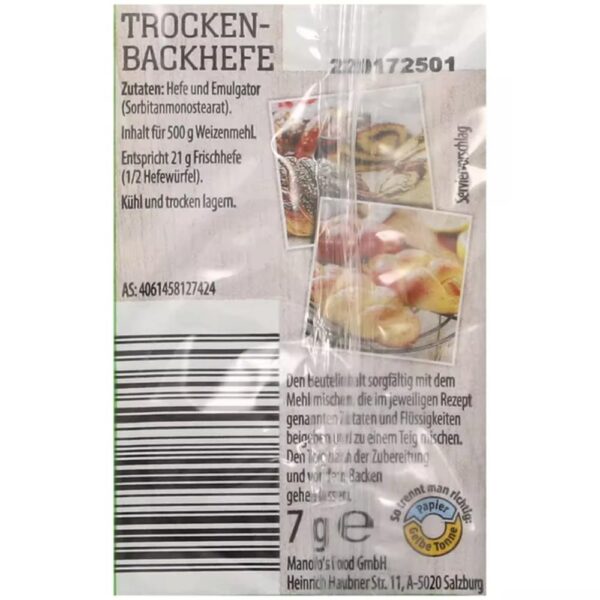 TROCKEN-
BACKHEFE
220172501
Zutaten: Hefe und Emulgator
(Sorbitanmonostearat).
Inhalt für 500 g Weizenmehl.
Entspricht 21 g Frischhefe
(1/2 Hefewürfel).
Kühl und trocken lagern.
Serviervorschlag
AS: 4061458127424
Den Beutelinhalt sorgfältig mit dem
Mehl mischen, die im jeweiligen Rezept
genannten Zutaten und Flüssigkeiten
beigeben und zu einem Teig mischen.
Den Teig nach der Zubereitung
und vor dem Backen
gehen lassen.
7 g e
So trennt man richtig:
Papier
Gelbe Tonne
Manolo's Food GmbH
Heinrich Haubner Str. 11, A-5020 Salzburg